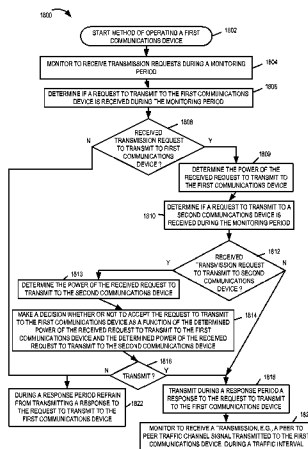 1800
START METHOD OF OPERATING A FIRST
COMMUNICATIONS DEVICE
1802
MONITOR TO RECEIVE TRANSMISSION REQUESTS DURING A MONITORING
PERIOD
1804
DETERMINE IF A REQUEST TO TRANSMIT TO THE FIRST COMMUNICATIONS
DEVICE IS RECEIVED DURING THE MONITORING PERIOD
1806
1808
RECEIVED
TRANSMISSION REQUEST
TO TRANSMIT TO FIRST
COMMUNICATIONS
DEVICE ?
N
Y
1809
DETERMINE THE POWER OF THE
RECEIVED REQUEST TO TRANSMIT TO
THE FIRST COMMUNICATIONS DEVICE
1810
DETERMINE IF A REQUEST TO TRANSMIT TO A
SECOND COMMUNICATIONS DEVICE IS
RECEIVED DURING THE MONITORING PERIOD
1812
RECEIVED
TRANSMISSION REQUEST
TO TRANSMIT TO SECOND
COMMUNICATIONS
DEVICE ?
Y
N
1813
DETERMINE THE POWER OF THE RECEIVED REQUEST TO
TRANSMIT TO THE SECOND COMMUNICATIONS DEVICE
MAKE A DECISION WHETHER OR NOT TO ACCEPT THE REQUEST TO TRANSMIT
TO THE FIRST COMMUNICATIONS DEVICE AS A FUNCTION OF THE DETERMINED
POWER OF THE RECEIVED REQUEST TO TRANSMIT TO THE FIRST
COMMUNICATIONS DEVICE AND THE DETERMINED POWER OF THE RECEIVED
REQUEST TO TRANSMIT TO THE SECOND COMMUNICATIONS DEVICE
1814
1816
N
TRANSMIT ?
Y
DURING A RESPONSE PERIOD REFRAIN
FROM TRANSMITTING A RESPONSE TO
THE REQUEST TO TRANSMIT TO THE
FIRST COMMUNICATIONS DEVICE
1822
1818
TRANSMIT DURING A RESPONSE PERIOD A
RESPONSE TO THE REQUEST TO TRANSMIT TO
THE FIRST COMMUNICATIONS DEVICE
MONITOR TO RECEIVE A TRANSMISSION, E.G., A PEER TO
PEER TRAFFIC CHANNEL SIGNAL TRANSMITTED TO THE FIRST
COMMUNICATIONS DEVICE DURING A TRAFFIC INTERVAL